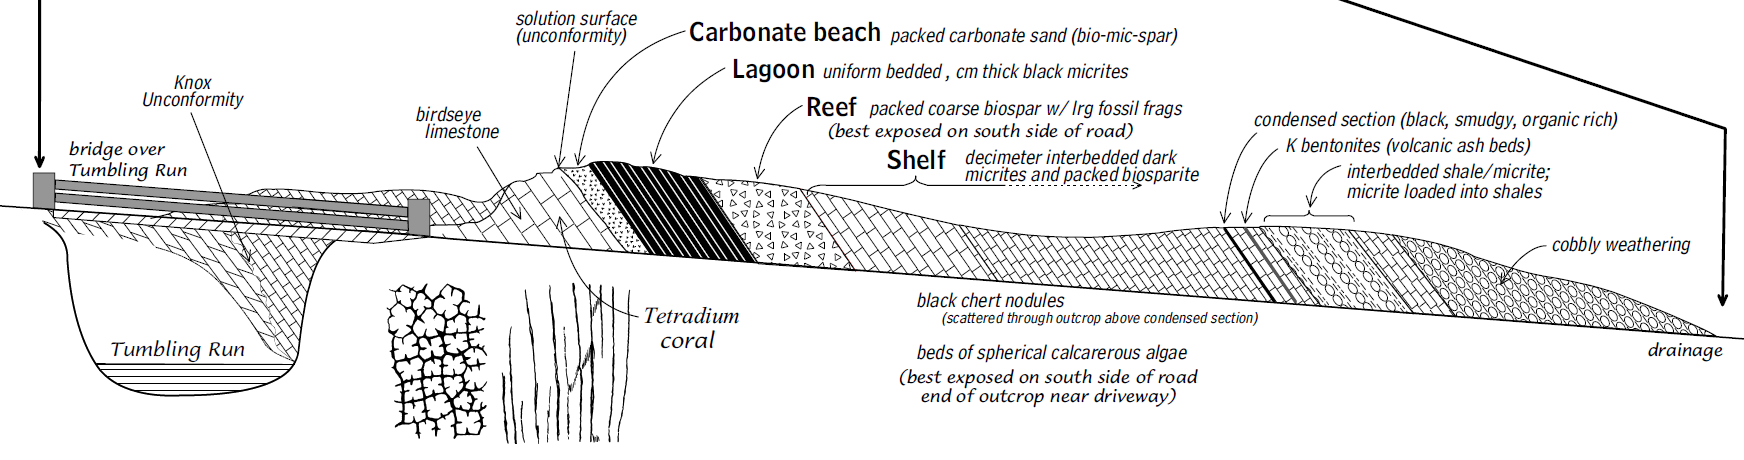 solution surface
(unconformity)
Carbonate beach packed carbonate sand (bio-mic-spar)
Lagoon uniform bedded , cm thick black micrites
Knox
Unconformity
birdseye
limestone
Reef packed coarse biospar w/ lrg fossil frags
(best exposed on south side of road)
condensed section (black, smudgy, organic rich)
K bentonites (volcanic ash beds)
bridge over
Tumbling Run
Shelf decimeter interbedded dark
micrites and packed biosparite
interbedded shale/micrite;
micrite loaded into shales
cobbly weathering
black chert nodules
(scattered through outcrop above condensed section)
Tetradium
coral
Tumbling Run
drainage
beds of spherical calcarerous algae
(best exposed on south side of road
end of outcrop near driveway)